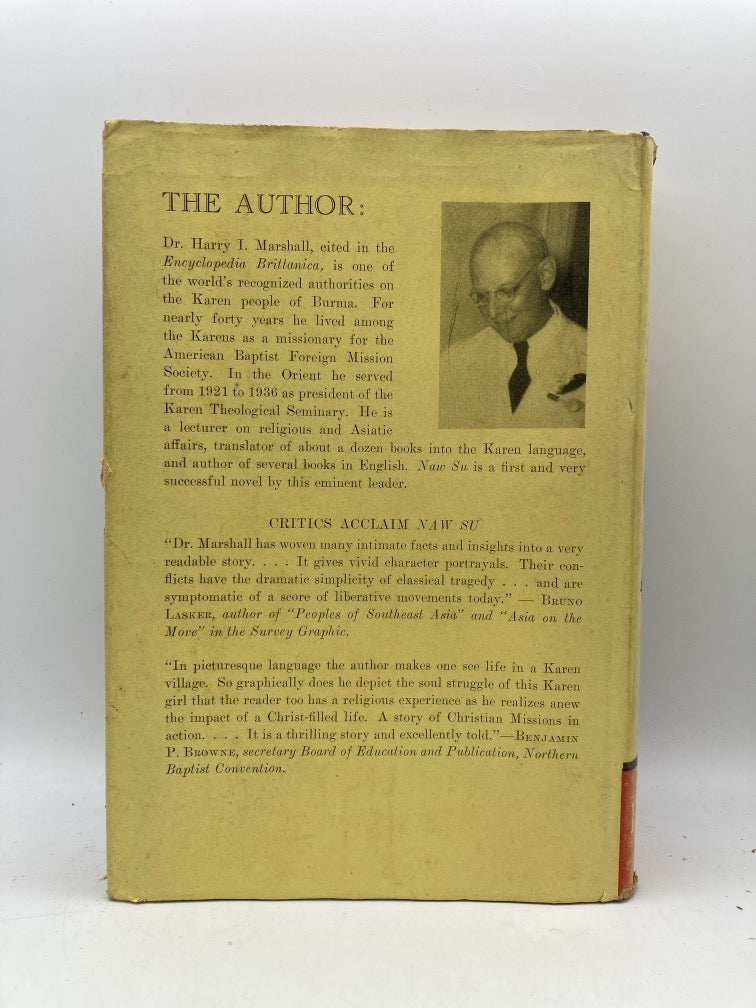 THE AUTHOR:
Dr. Harry I. Marshall, cited in the
Encyclopedia Brittanica, is one of
the world's recognized authorities on
the Karen people of Burma. For
nearly forty years he lived among
the Karens as a missionary for the
American Baptist Foreign Mission
Society. In the Orient he served
from 1921 to 1936 as president of the
Karen Theological Seminary. He is
a lecturer on religious and Asiatic
affairs, translator of about a dozen books into the Karen language,
and author of several books in English. Naw Su is a first and very
successful novel by this eminent leader.
CRITICS ACCLAIM NAW SU
"Dr. Marshall has woven many intimate facts and insights into a very
readable story. . . . It gives vivid character portrayals. Their con-
flicts have the dramatic simplicity of classical tragedy . . . and are
symptomatic of a score of liberative movements today." — BRUNO
LASKER, author of "Peoples of Southeast Asia" and "Asia on the
Move" in the Survey Graphic.
"In picturesque language the author makes one see life in a Karen
village. So graphically does he depict the soul struggle of this Karen
girl that the reader too has a religious experience as he realizes anew
the impact of a Christ-filled life. A story of Christian Missions in
action. . . . It is a thrilling story and excellently told."—BENJAMIN
P. BROWNE, secretary Board of Education and Publication, Northern
Baptist Convention.